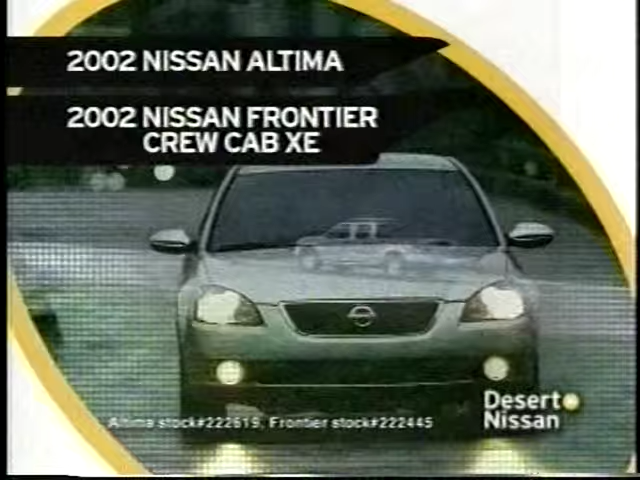 2002 NISSAN ALTIMA
2002 NISSAN FRONTIER
CREW CAB XE
Desert
Nissan
Altima stock#222619, Frontier stock#222445